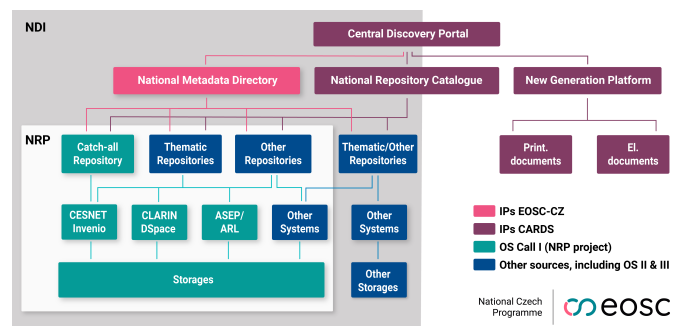 NDI
Central Discovery Portal
National Metadata Directory
National Repository Catalogue
New Generation Platform
NRP
Catch-all
Repository
Thematic
Repositories
Other
Repositories
Thematic/Other
Repositories
Print.
documents
El.
documents
CESNET
Invenio
CLARIN
DSpace
ASEP/
ARL
Other
Systems
Other
Systems
Storages
Other
Storages
IPs EOSC-CZ
IPs CARDS
OS Call I (NRP project)
Other sources, including OS II & III
National Czech
Programme
eosc